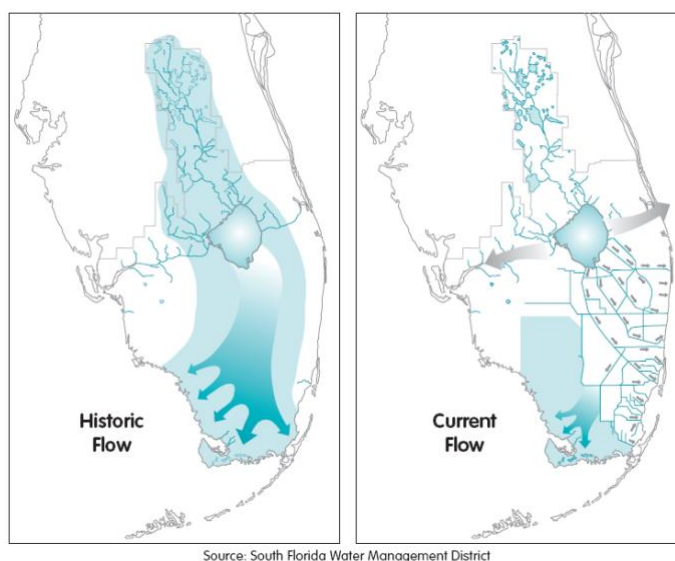 Historic
Flow
Current
Flow
Source: South Florida Water Management District